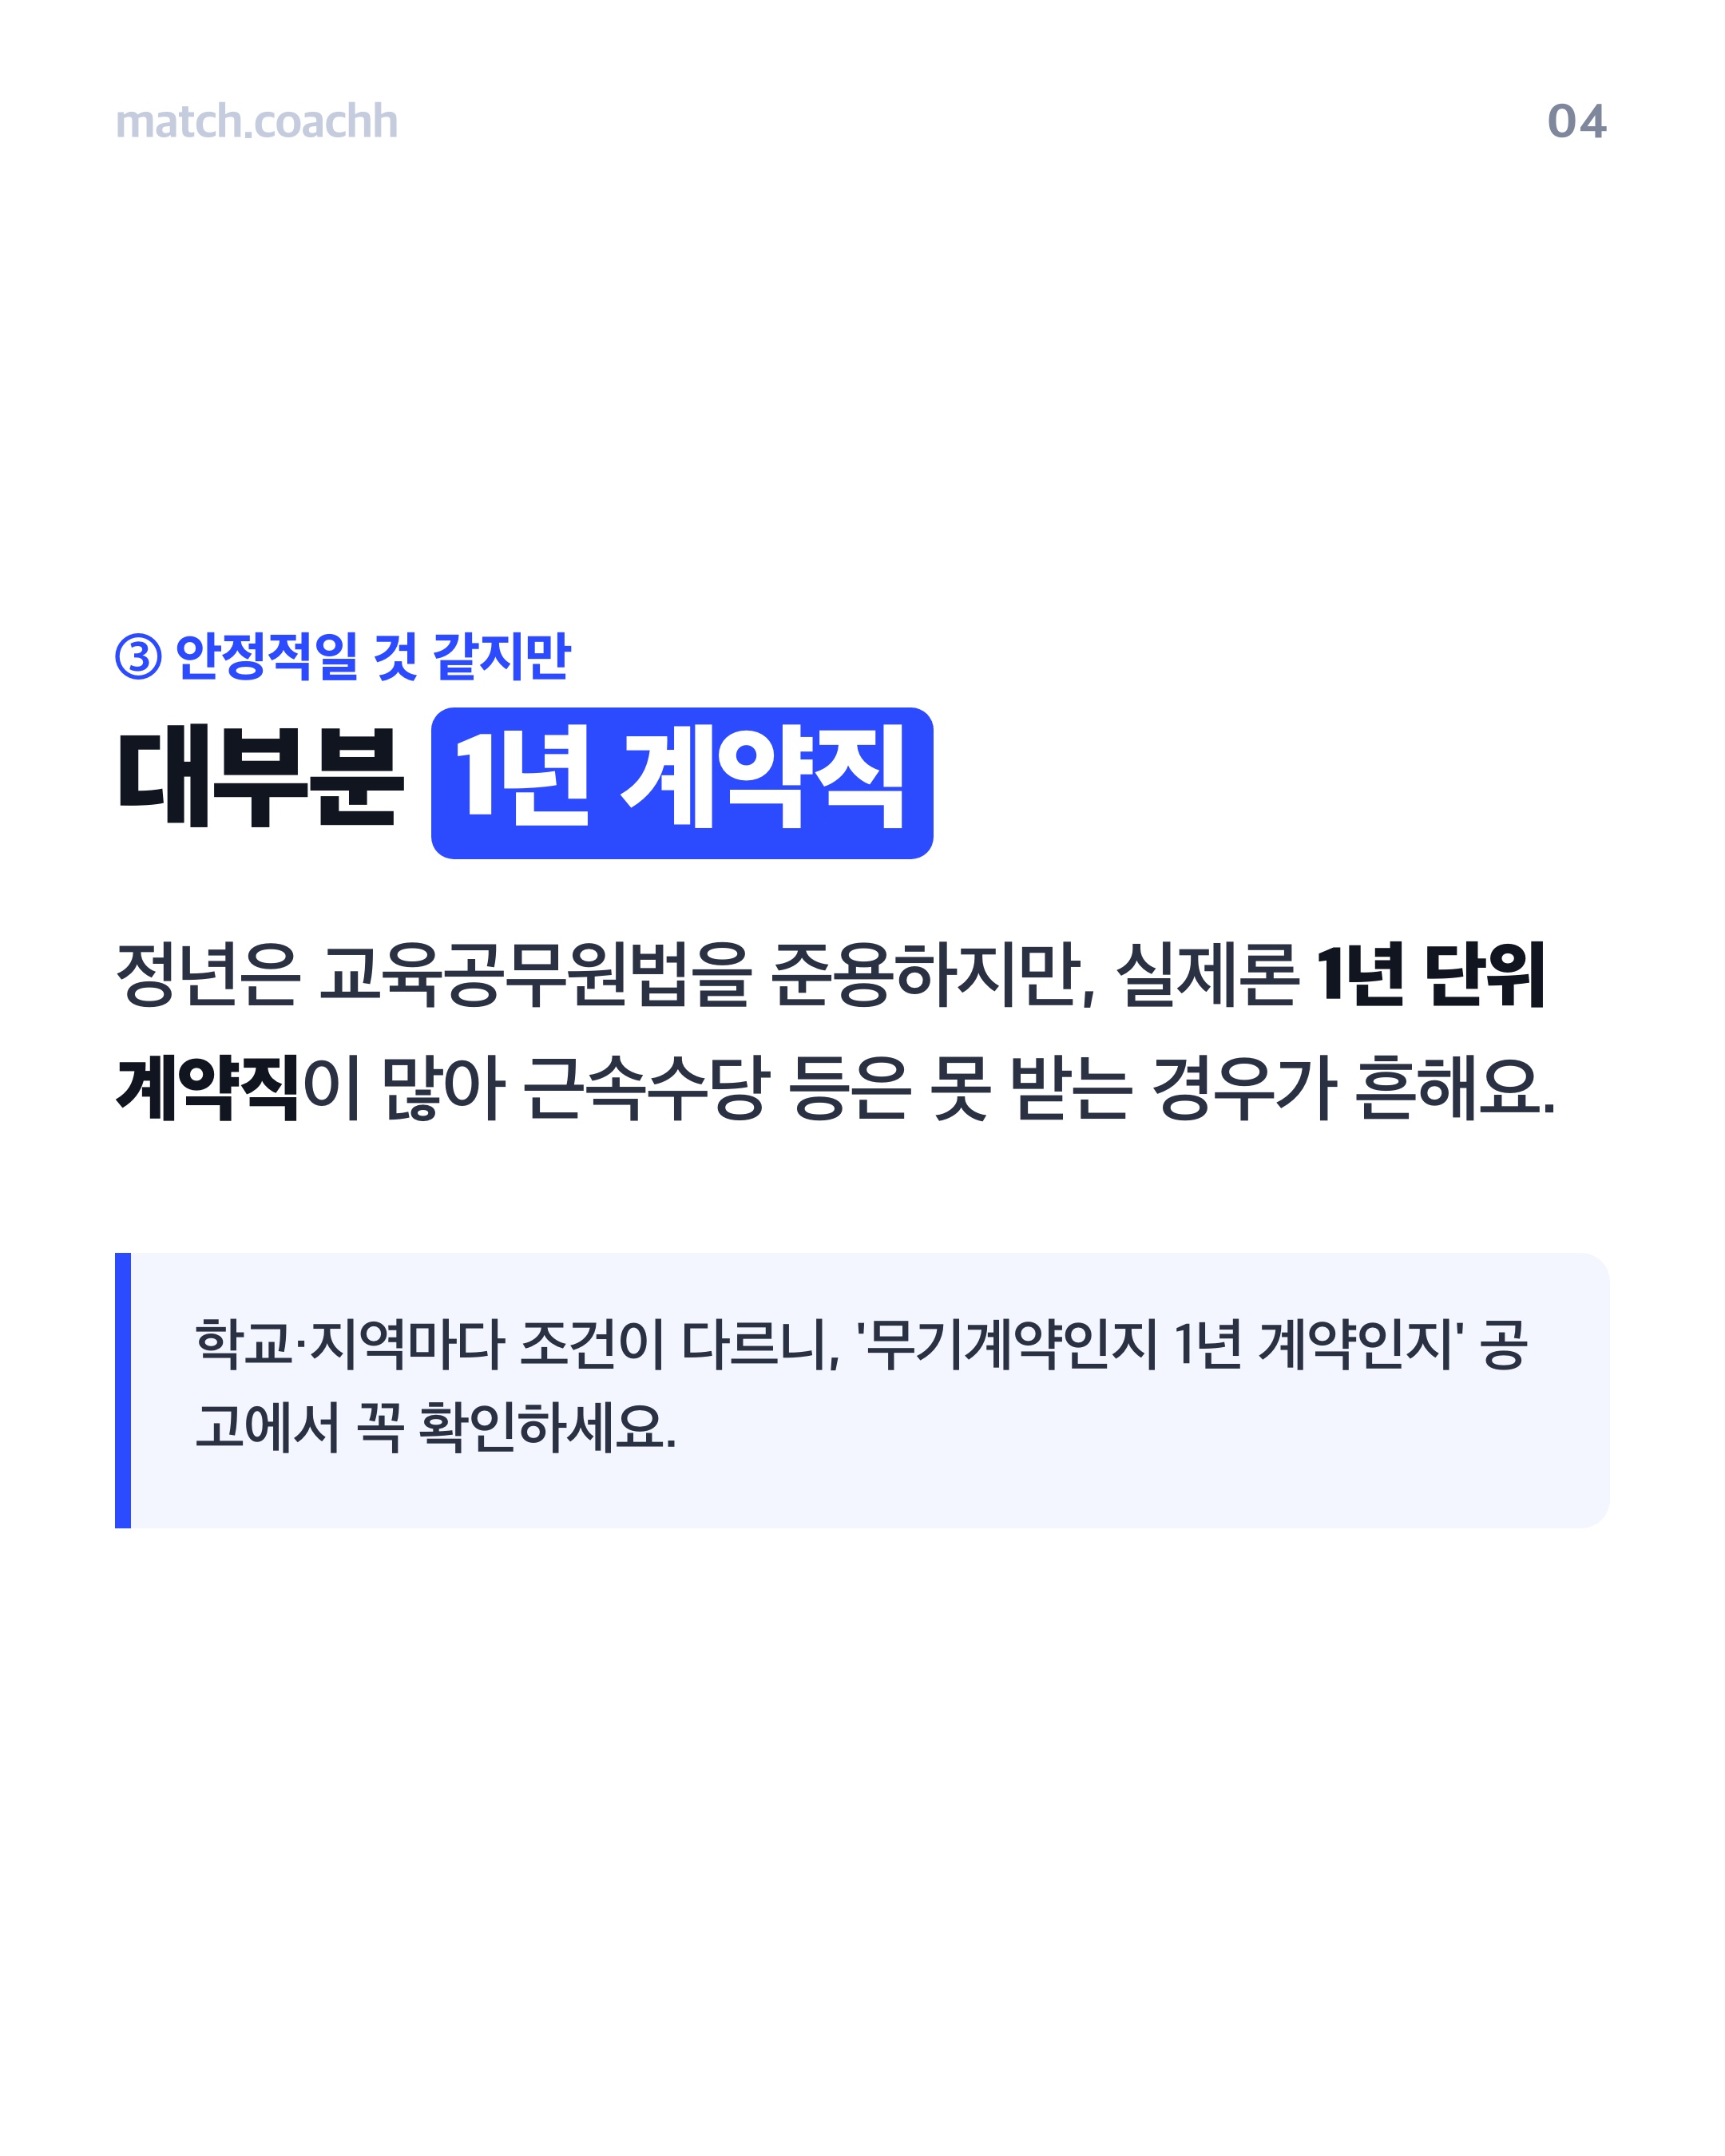 match.coachh
04
③ 안정적일 것 같지만
대부분 1년 계약직
정년은 교육공무원법을 준용하지만, 실제론 1년 단위
계약직이 많아 근속수당 등은 못 받는 경우가 흔해요.
학교·지역마다 조건이 다르니, '무기계약인지 1년 계약인지' 공
고에서 꼭 확인하세요.